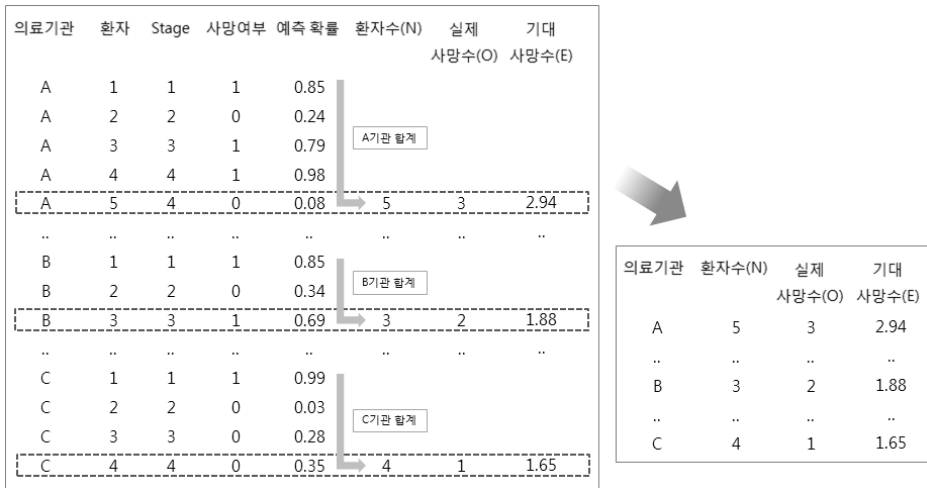 의료기관 환자 Stage 사망여부 예측 확률 환자수(N) 실제 사망수(O) 기대 사망수(E)
A 1 1 1 0.85
A 2 2 0 0.24
A 3 3 1 0.79
A기관 합계
A 4 4 1 0.98
A 5 4 0 0.08 5 3 2.94
.. .. .. .. .. .. .. ..
B 1 1 1 0.85
B기관 합계
B 2 2 0 0.34
B 3 3 1 0.69 3 2 1.88
.. .. .. .. .. .. .. ..
C 1 1 1 0.99
C 2 2 0 0.03
C기관 합계
C 3 3 0 0.28
C 4 4 0 0.35 4 1 1.65
의료기관 환자수(N) 실제 사망수(O) 기대 사망수(E)
A 5 3 2.94
.. .. .. ..
B 3 2 1.88
.. .. .. ..
C 4 1 1.65